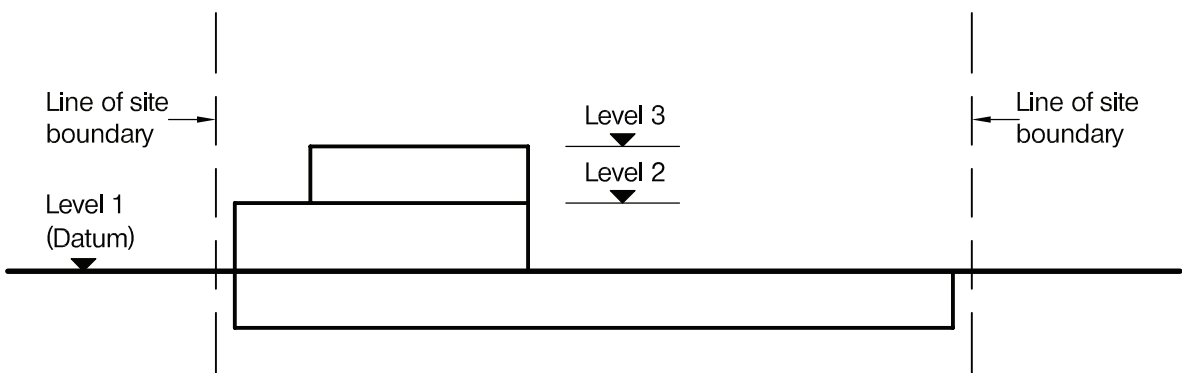 Line of site
boundary
Level 3
Level 2
Line of site
boundary
Level 1
(Datum)